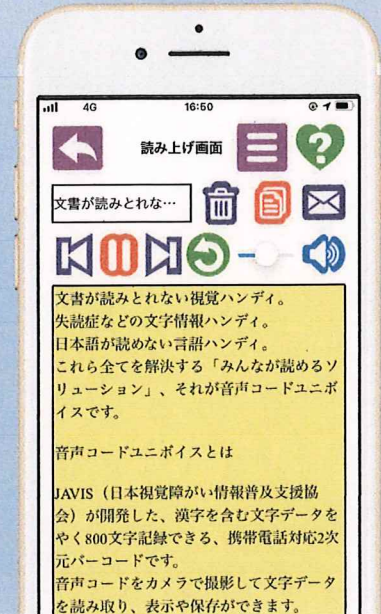 4G 16:50
読み上げ画面
?
文書が読みとれな…
文書が読みとれない視覚ハンディ。
失読症などの文字情報ハンディ。
日本語が読めない言語ハンディ。
これら全てを解決する「みんなが読めるソ
リューション」、それが音声コードユニボ
イスです。
音声コードユニボイスとは
JAVIS（日本視覚障がい情報普及支援協
会）が開発した、漢字を含む文字データを
やく800文字記録できる、携帯電話対応2次
元バーコードです。
音声コードをカメラで撮影して文字データ
を読み取り、表示や保存ができます。